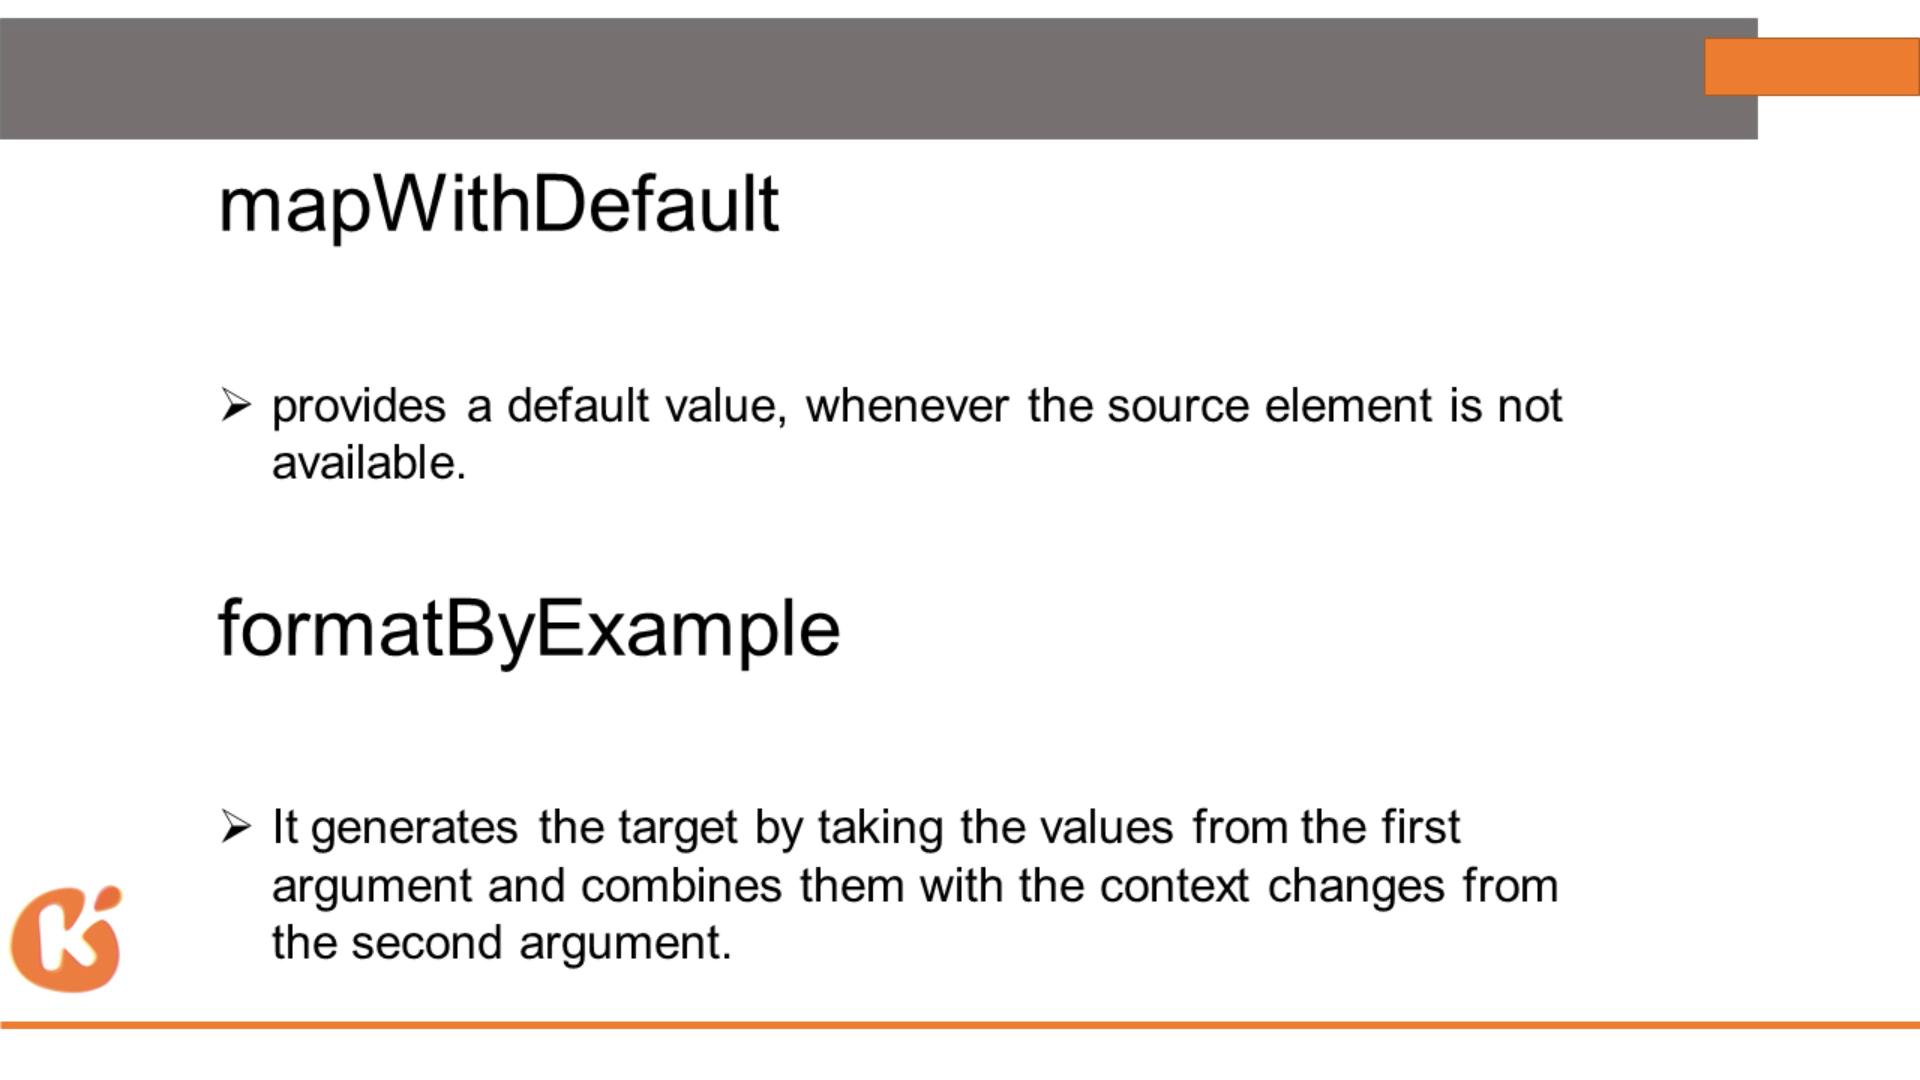 mapWithDefault
➢ provides a default value, whenever the source element is not
available.
formatByExample
➢ It generates the target by taking the values from the first
argument and combines them with the context changes from
the second argument.
K